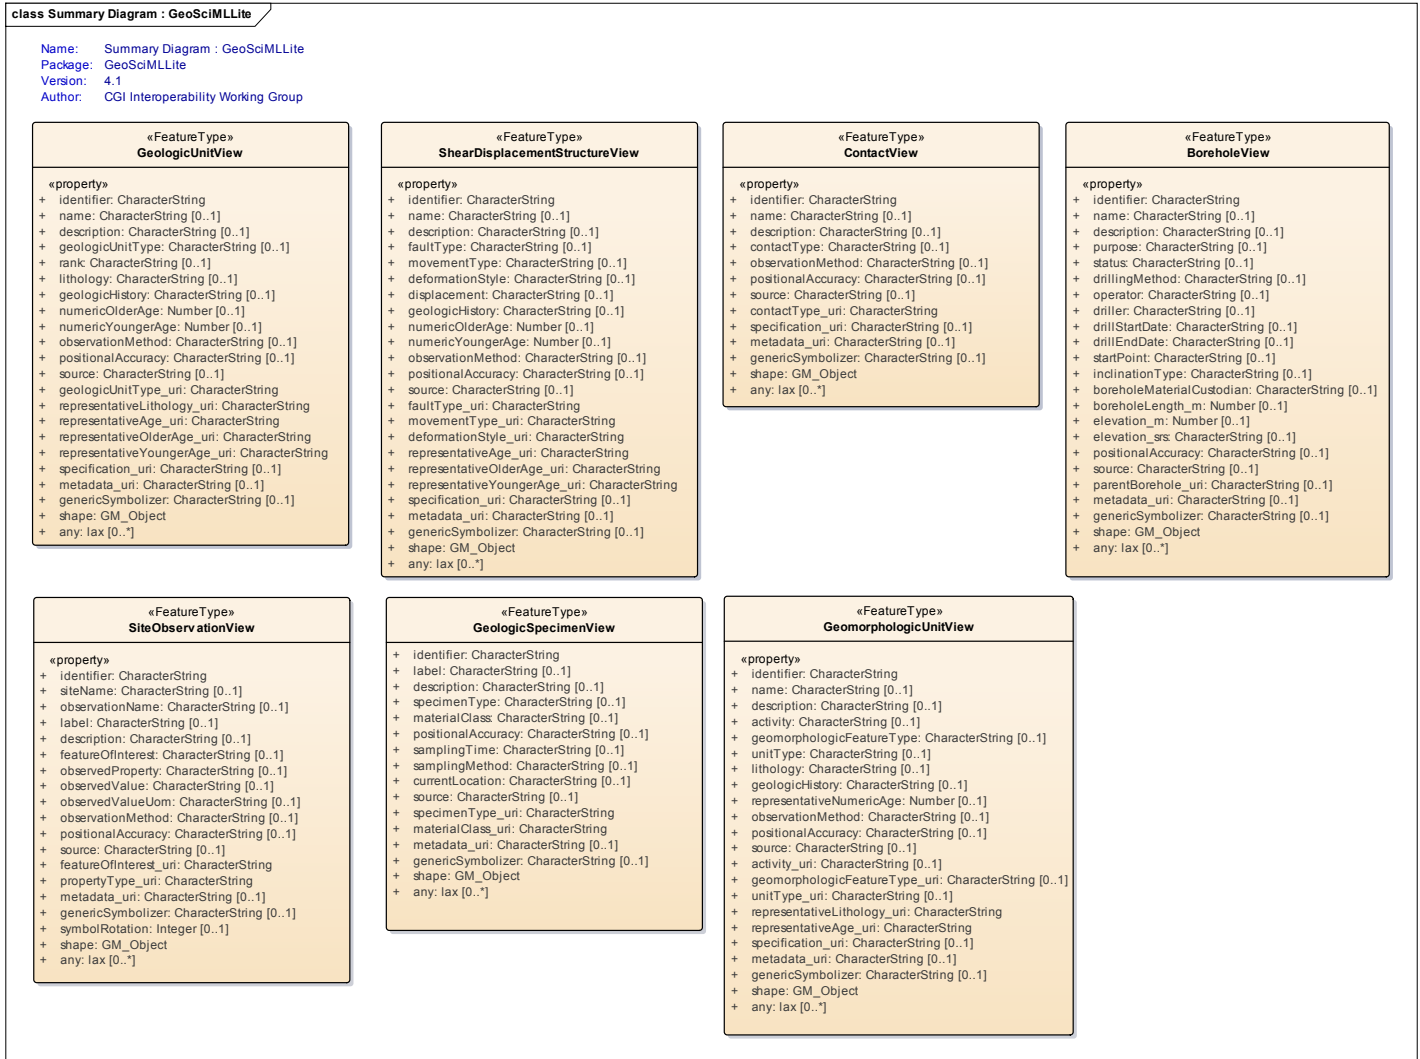 class Summary Diagram : GeoSciMLLite
Name: Summary Diagram : GeoSciMLLite
Package: GeoSciMLLite
Version: 4.1
Author: CGI Interoperability Working Group
«FeatureType»
GeologicUnitView
«property»
+ identifier: CharacterString
+ name: CharacterString [0..1]
+ description: CharacterString [0..1]
+ geologicUnitType: CharacterString [0..1]
+ rank: CharacterString [0..1]
+ lithology: CharacterString [0..1]
+ geologicHistory: CharacterString [0..1]
+ numericOlderAge: Number [0..1]
+ numericYoungerAge: Number [0..1]
+ observationMethod: CharacterString [0..1]
+ positionalAccuracy: CharacterString [0..1]
+ source: CharacterString [0..1]
+ geologicUnitType_uri: CharacterString
+ representativeLithology_uri: CharacterString
+ representativeAge_uri: CharacterString
+ representativeOlderAge_uri: CharacterString
+ representativeYoungerAge_uri: CharacterString
+ specification_uri: CharacterString [0..1]
+ metadata_uri: CharacterString [0..1]
+ genericSymbolizer: CharacterString [0..1]
+ shape: GM_Object
+ any: lax [0..*]
«FeatureType»
ShearDisplacementStructureView
«property»
+ identifier: CharacterString
+ name: CharacterString [0..1]
+ description: CharacterString [0..1]
+ faultType: CharacterString [0..1]
+ movementType: CharacterString [0..1]
+ deformationStyle: CharacterString [0..1]
+ displacement: CharacterString [0..1]
+ geologicHistory: CharacterString [0..1]
+ numericOlderAge: Number [0..1]
+ numericYoungerAge: Number [0..1]
+ observationMethod: CharacterString [0..1]
+ positionalAccuracy: CharacterString [0..1]
+ source: CharacterString [0..1]
+ faultType_uri: CharacterString
+ movementType_uri: CharacterString
+ deformationStyle_uri: CharacterString
+ representativeAge_uri: CharacterString
+ representativeOlderAge_uri: CharacterString
+ representativeYoungerAge_uri: CharacterString
+ specification_uri: CharacterString [0..1]
+ metadata_uri: CharacterString [0..1]
+ genericSymbolizer: CharacterString [0..1]
+ shape: GM_Object
+ any: lax [0..*]
«FeatureType»
ContactView
«property»
+ identifier: CharacterString
+ name: CharacterString [0..1]
+ description: CharacterString [0..1]
+ contactType: CharacterString [0..1]
+ observationMethod: CharacterString [0..1]
+ positionalAccuracy: CharacterString [0..1]
+ source: CharacterString [0..1]
+ contactType_uri: CharacterString
+ specification_uri: CharacterString [0..1]
+ metadata_uri: CharacterString [0..1]
+ genericSymbolizer: CharacterString [0..1]
+ shape: GM_Object
+ any: lax [0..*]
«FeatureType»
BoreholeView
«property»
+ identifier: CharacterString
+ name: CharacterString [0..1]
+ description: CharacterString [0..1]
+ purpose: CharacterString [0..1]
+ status: CharacterString [0..1]
+ drillingMethod: CharacterString [0..1]
+ operator: CharacterString [0..1]
+ driller: CharacterString [0..1]
+ drillStartDate: CharacterString [0..1]
+ drillEndDate: CharacterString [0..1]
+ startPoint: CharacterString [0..1]
+ inclinationType: CharacterString [0..1]
+ boreholeMaterialCustodian: CharacterString [0..1]
+ boreholeLength_m: Number [0..1]
+ elevation_m: Number [0..1]
+ elevation_srs: CharacterString [0..1]
+ positionalAccuracy: CharacterString [0..1]
+ source: CharacterString [0..1]
+ parentBorehole_uri: CharacterString [0..1]
+ metadata_uri: CharacterString [0..1]
+ genericSymbolizer: CharacterString [0..1]
+ shape: GM_Object
+ any: lax [0..*]
«FeatureType»
SiteObservationView
«property»
+ identifier: CharacterString
+ siteName: CharacterString [0..1]
+ observationName: CharacterString [0..1]
+ label: CharacterString [0..1]
+ description: CharacterString [0..1]
+ featureOfInterest: CharacterString [0..1]
+ observedProperty: CharacterString [0..1]
+ observedValue: CharacterString [0..1]
+ observedValueUom: CharacterString [0..1]
+ observationMethod: CharacterString [0..1]
+ positionalAccuracy: CharacterString [0..1]
+ source: CharacterString [0..1]
+ featureOfInterest_uri: CharacterString
+ propertyType_uri: CharacterString
+ metadata_uri: CharacterString [0..1]
+ genericSymbolizer: CharacterString [0..1]
+ symbolRotation: Integer [0..1]
+ shape: GM_Object
+ any: lax [0..*]
«FeatureType»
GeologicSpecimenView
+ identifier: CharacterString
+ label: CharacterString [0..1]
+ description: CharacterString [0..1]
+ specimenType: CharacterString [0..1]
+ materialClass: CharacterString [0..1]
+ positionalAccuracy: CharacterString [0..1]
+ samplingTime: CharacterString [0..1]
+ samplingMethod: CharacterString [0..1]
+ currentLocation: CharacterString [0..1]
+ source: CharacterString [0..1]
+ specimenType_uri: CharacterString
+ materialClass_uri: CharacterString
+ metadata_uri: CharacterString [0..1]
+ genericSymbolizer: CharacterString [0..1]
+ shape: GM_Object
+ any: lax [0..*]
«FeatureType»
GeomorphologicUnitView
«property»
+ identifier: CharacterString
+ name: CharacterString [0..1]
+ description: CharacterString [0..1]
+ activity: CharacterString [0..1]
+ geomorphologicFeatureType: CharacterString [0..1]
+ unitType: CharacterString [0..1]
+ lithology: CharacterString [0..1]
+ geologicHistory: CharacterString [0..1]
+ representativeNumericAge: Number [0..1]
+ observationMethod: CharacterString [0..1]
+ positionalAccuracy: CharacterString [0..1]
+ source: CharacterString [0..1]
+ activity_uri: CharacterString [0..1]
+ geomorphologicFeatureType_uri: CharacterString [0..1]
+ unitType_uri: CharacterString [0..1]
+ representativeLithology_uri: CharacterString
+ representativeAge_uri: CharacterString
+ specification_uri: CharacterString [0..1]
+ metadata_uri: CharacterString [0..1]
+ genericSymbolizer: CharacterString [0..1]
+ shape: GM_Object
+ any: lax [0..*]